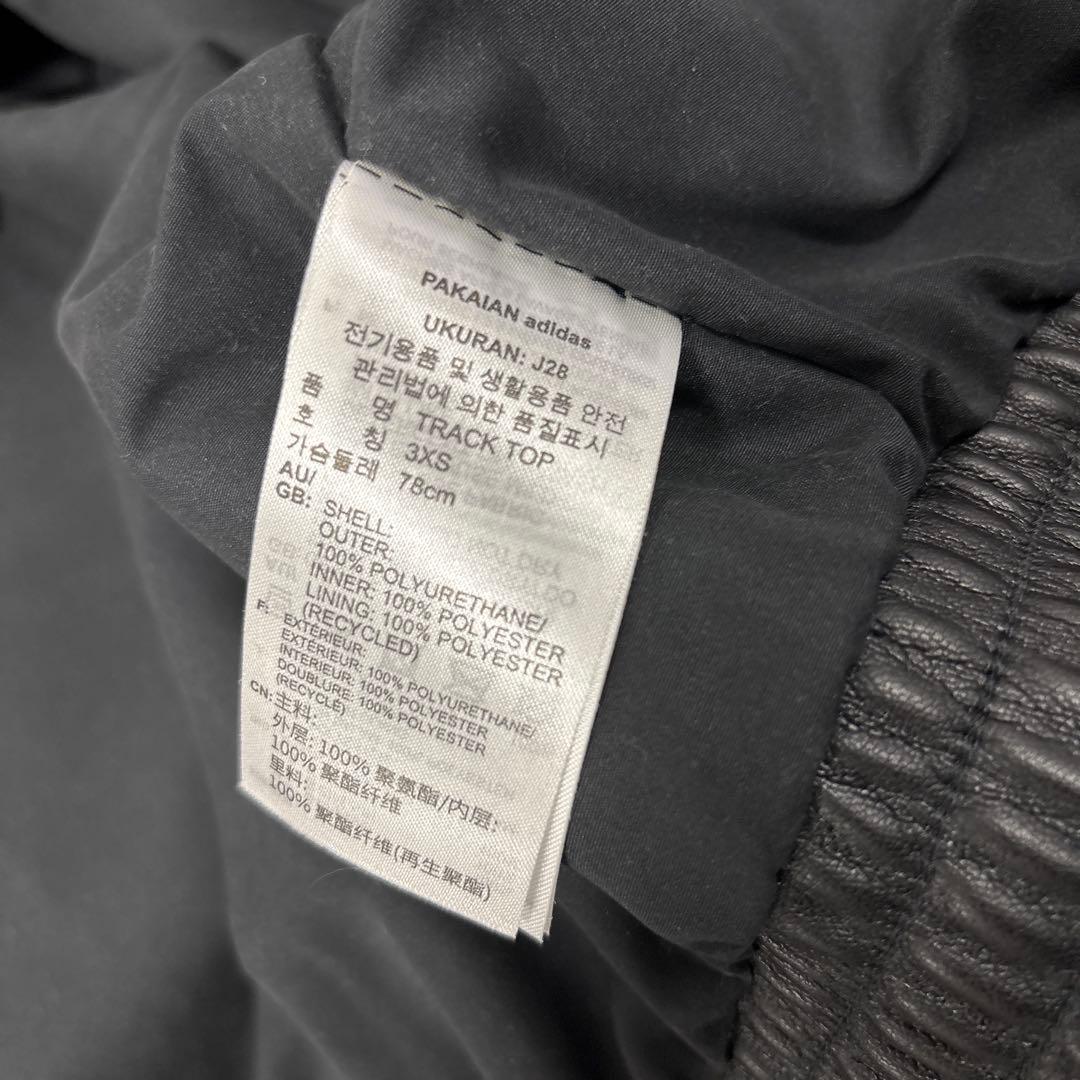 PAKAIAN adidas
UKURAN: J2B
전기용품 및 생활용품 안전
관리법에 의한 품질표시
품 명 TRACK TOP
호 칭 3XS
가슴둘레 78cm
AU/
GB: SHELL:
OUTER:
100% POLYURETHANE/
INNER: 100% POLYESTER
LINING: 100% POLYESTER
(RECYCLED)
F: EXTÉRIEUR:
EXTÉRIEUR: 100% POLYURETHANE/
INTÉRIEUR: 100% POLYESTER
DOUBLURE: 100% POLYESTER
(RECYCLÉ)
CN: 主料:
外层: 100% 聚氨酯/内层:
100% 聚酯纤维
里料:
100% 聚酯纤维(再生聚酯)